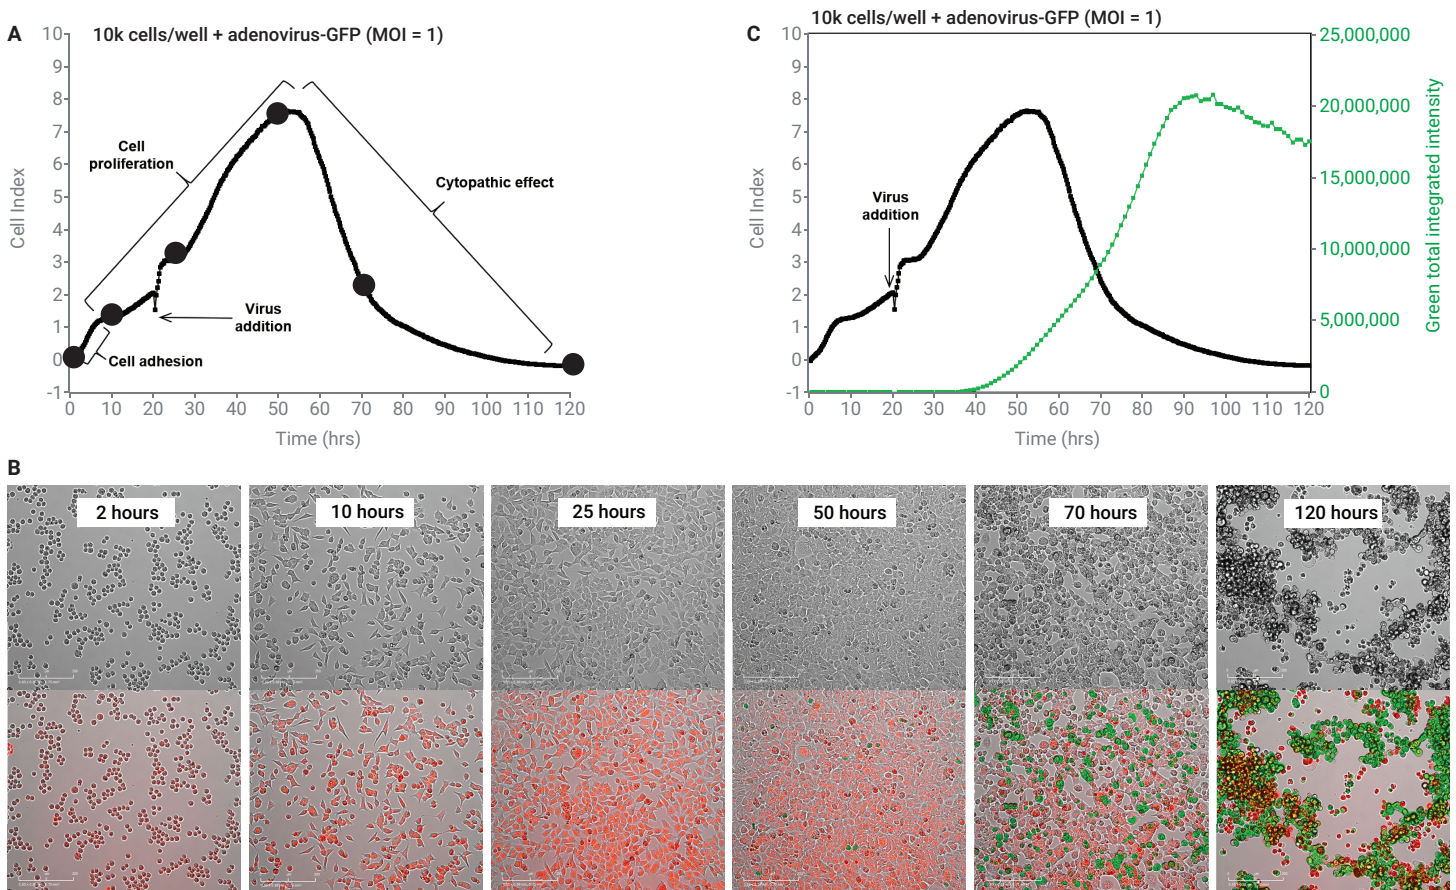 A
10k cells/well + adenovirus-GFP (MOI = 1)
10
9
8
7
6
5
4
3
2
1
0
-1
Cell Index
Cell
proliferation
Cytopathic effect
Virus
addition
Cell adhesion
0 10 20 30 40 50 60 70 80 90 100 110 120
Time (hrs)
C
10k cells/well + adenovirus-GFP (MOI = 1)
10
9
8
7
6
5
4
3
2
1
0
-1
Cell Index
Virus
addition
25,000,000
20,000,000
15,000,000
10,000,000
5,000,000
0
Green total integrated intensity
0 10 20 30 40 50 60 70 80 90 100 110 120
Time (hrs)
B
2 hours
10 hours
25 hours
50 hours
70 hours
120 hours